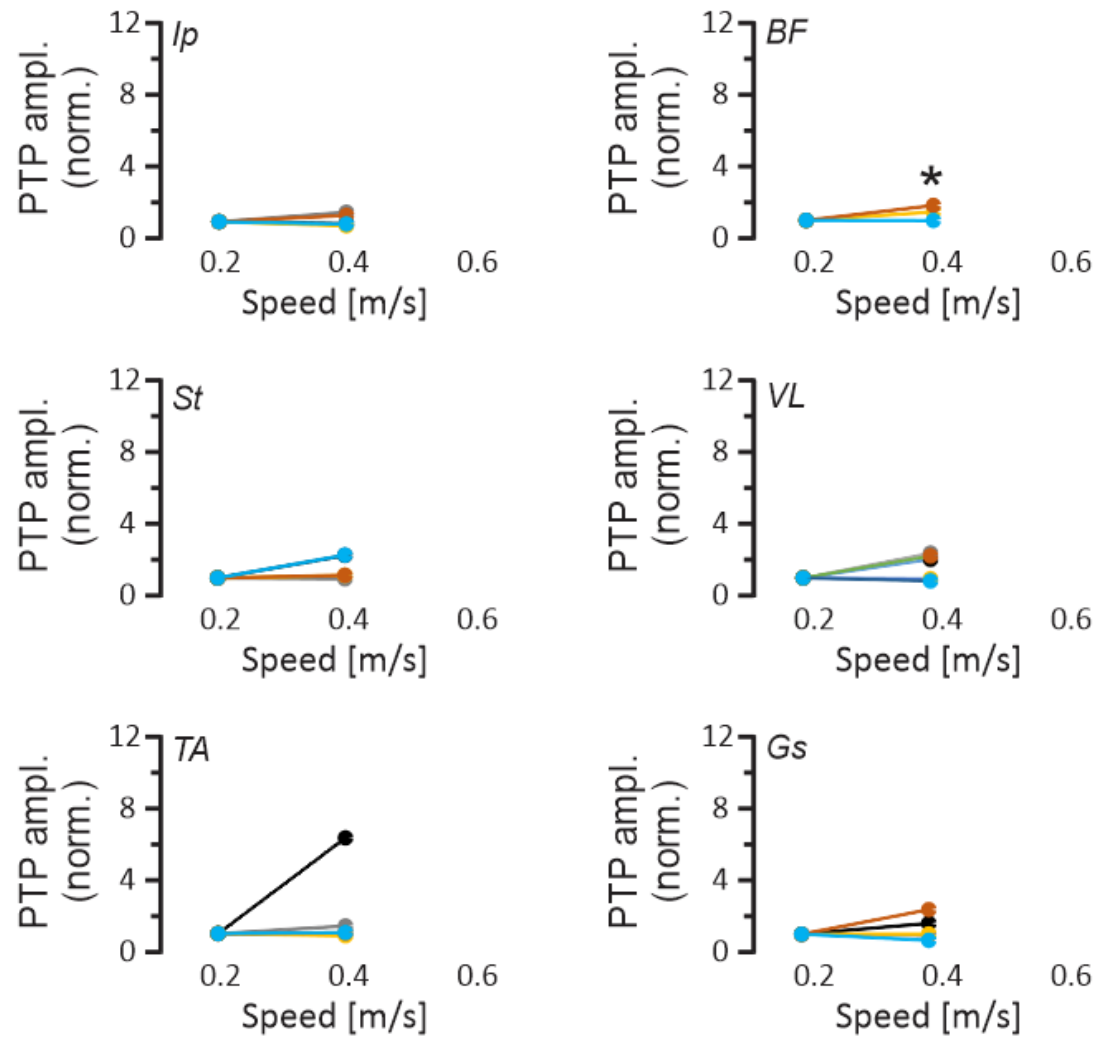 12 Ip
8
4
0
PTP ampl.
(norm.)
0.2 0.4 0.6
Speed [m/s]
12 BF
8
4 *
0
PTP ampl.
(norm.)
0.2 0.4 0.6
Speed [m/s]
12 St
8
4
0
PTP ampl.
(norm.)
0.2 0.4 0.6
Speed [m/s]
12 VL
8
4
0
PTP ampl.
(norm.)
0.2 0.4 0.6
Speed [m/s]
12 TA
8
4
0
PTP ampl.
(norm.)
0.2 0.4 0.6
Speed [m/s]
12 Gs
8
4
0
PTP ampl.
(norm.)
0.2 0.4 0.6
Speed [m/s]